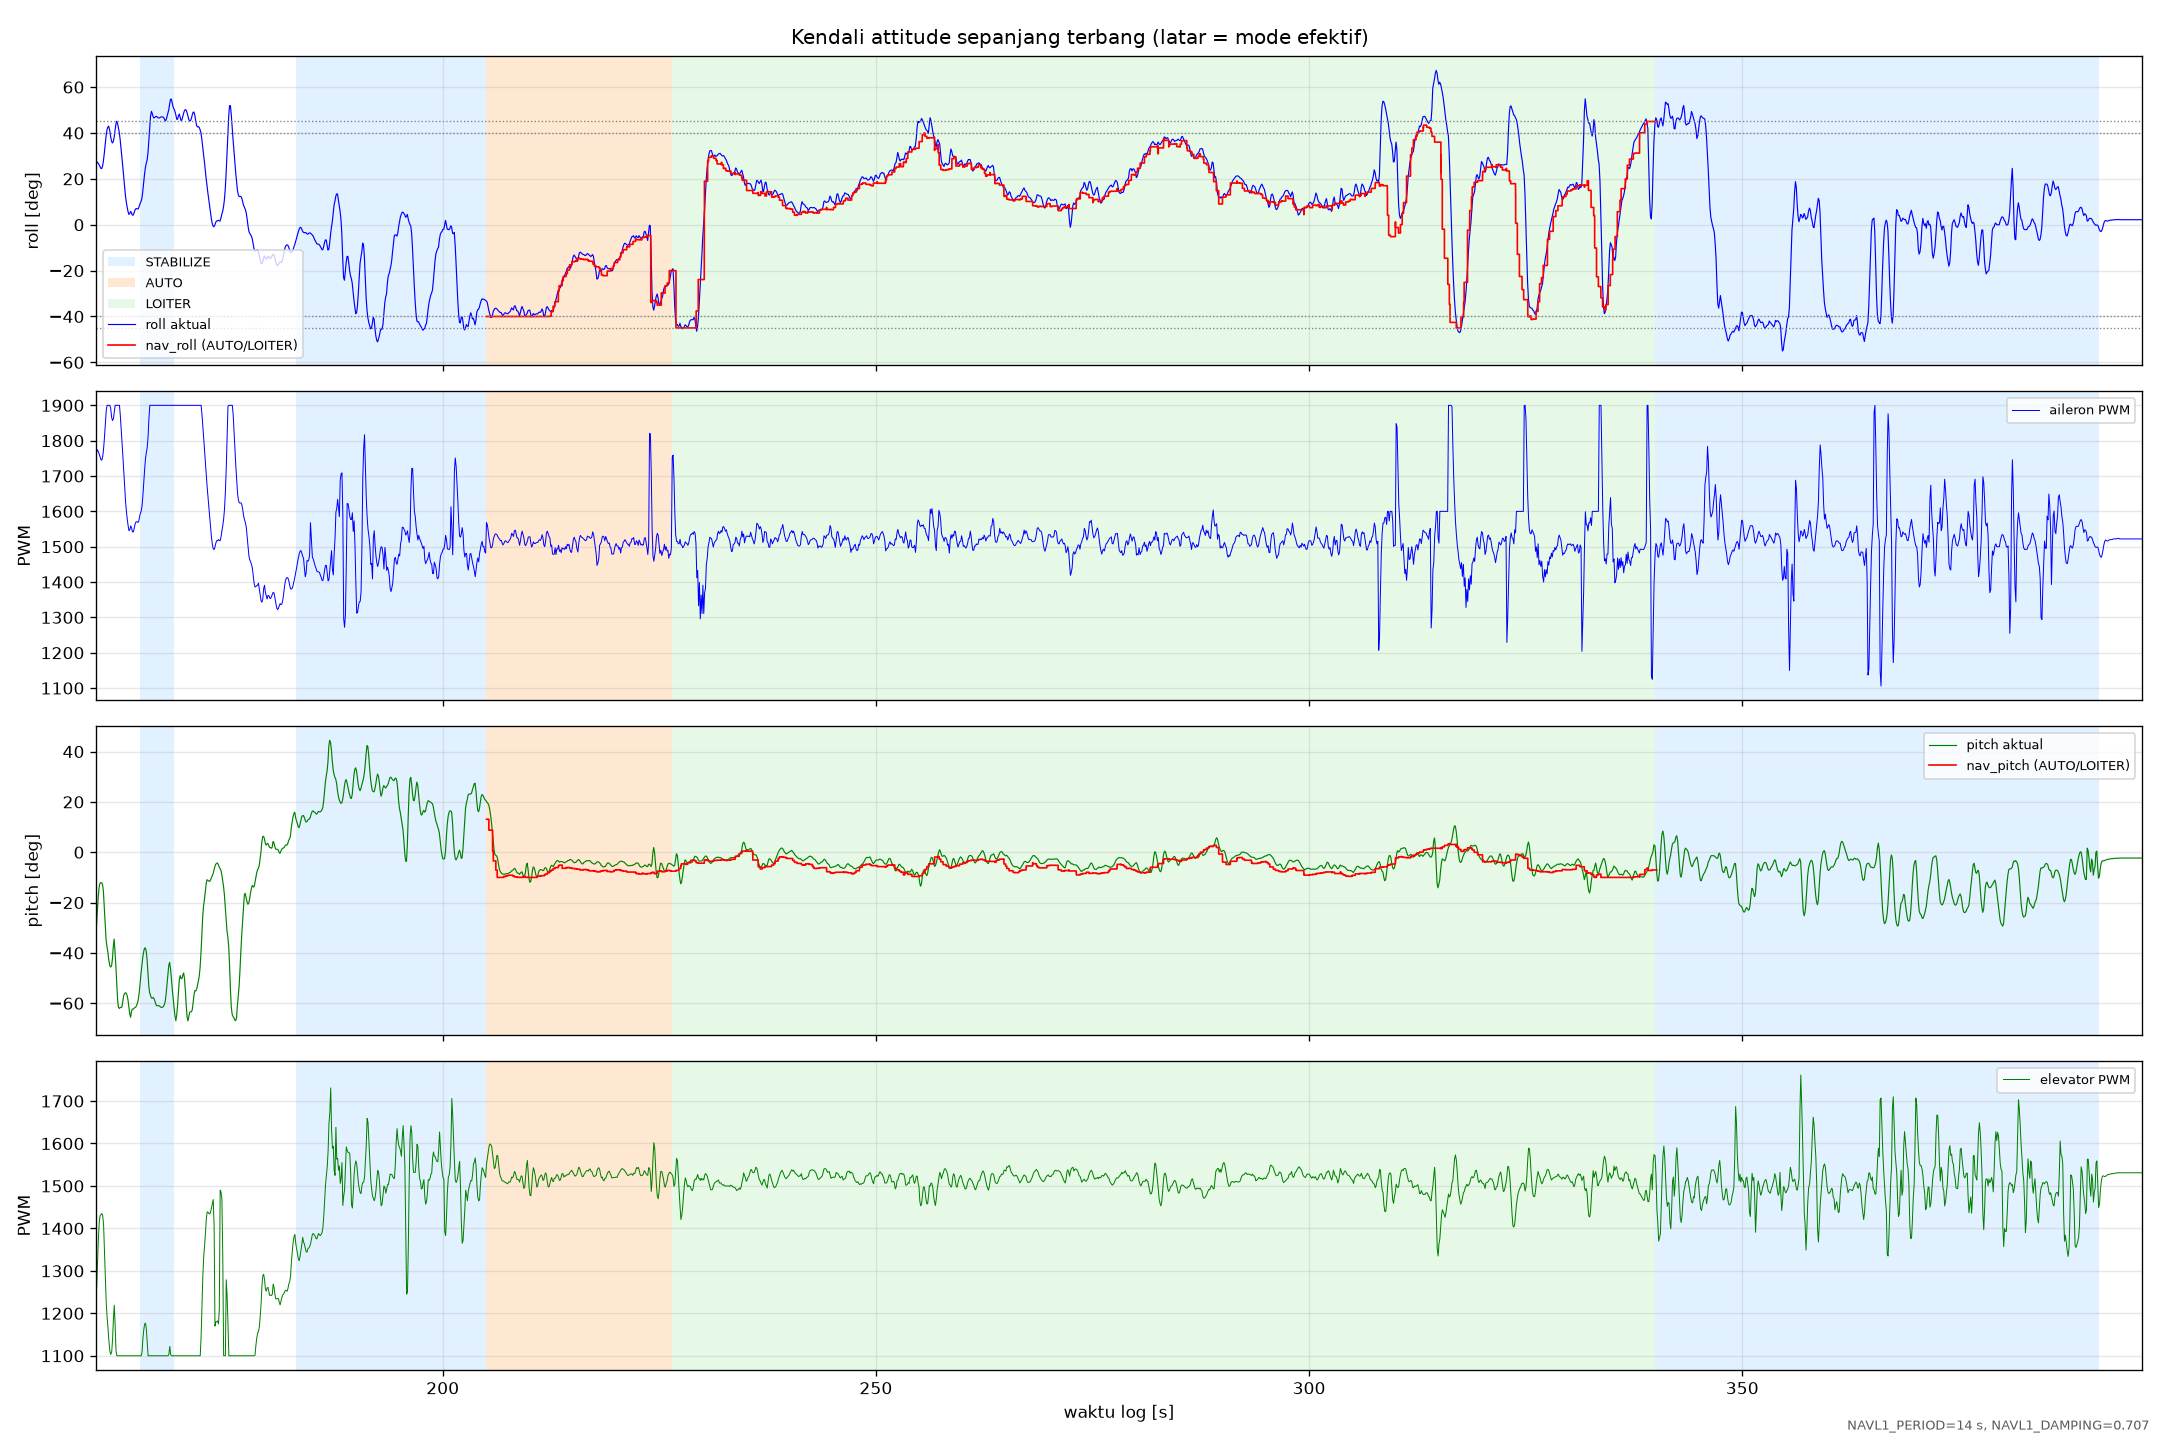 Kendali attitude sepanjang terbang (latar = mode efektif)
60
40
20
0
−20
−40
−60
roll [deg]
STABILIZE
AUTO
LOITER
roll aktual
nav_roll (AUTO/LOITER)
1900
1800
1700
1600
1500
1400
1300
1200
1100
PWM
aileron PWM
40
20
0
−20
−40
−60
pitch [deg]
pitch aktual
nav_pitch (AUTO/LOITER)
1700
1600
1500
1400
1300
1200
1100
PWM
elevator PWM
200
250
300
350
waktu log [s]
NAVL1_PERIOD=14 s, NAVL1_DAMPING=0.707